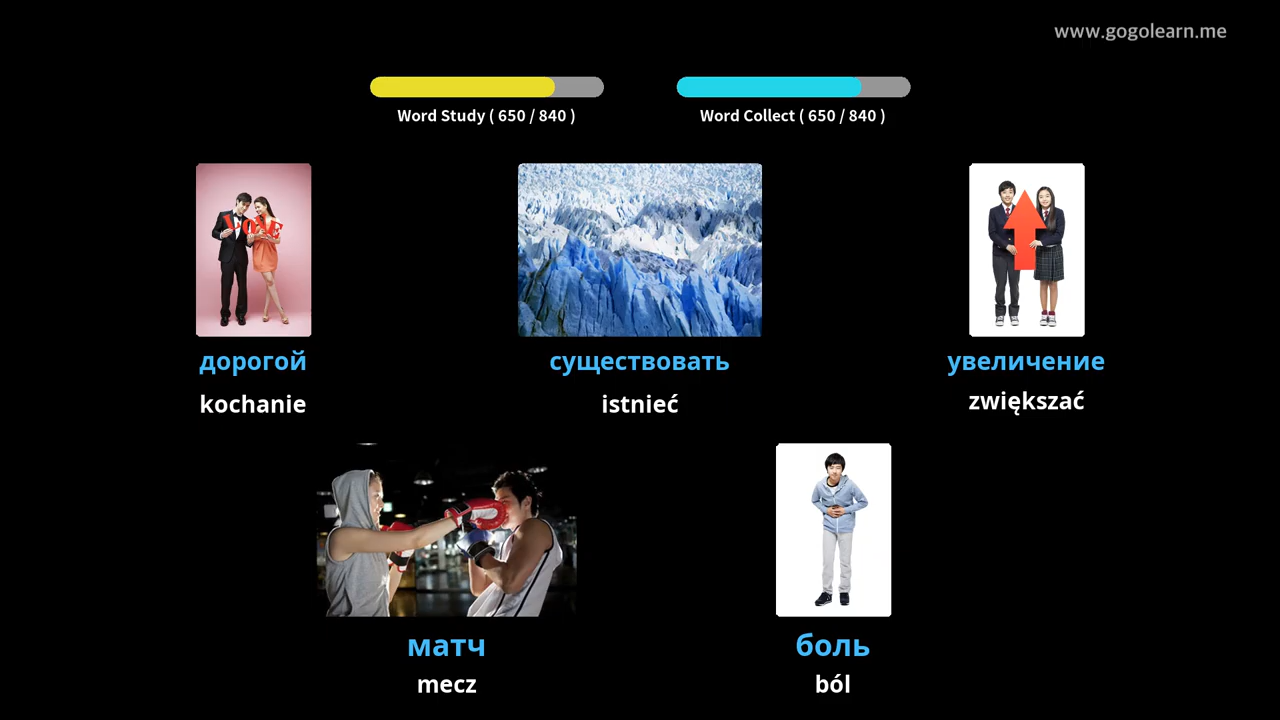 www.gogolearn.me
Word Study ( 650 / 840 )
Word Collect ( 650 / 840 )
LOVE
дорогой
существовать
увеличение
kochanie
istnieć
zwiększać
матч
боль
mecz
ból